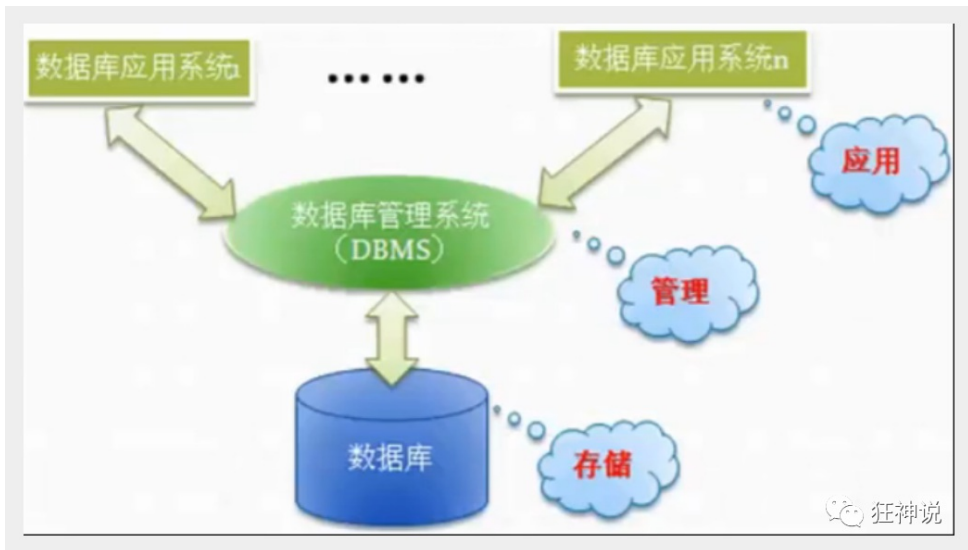 数据库应用系统1
…… 
数据库应用系统n
应用
数据库管理系统
（DBMS）
管理
数据库
存储
狂神说